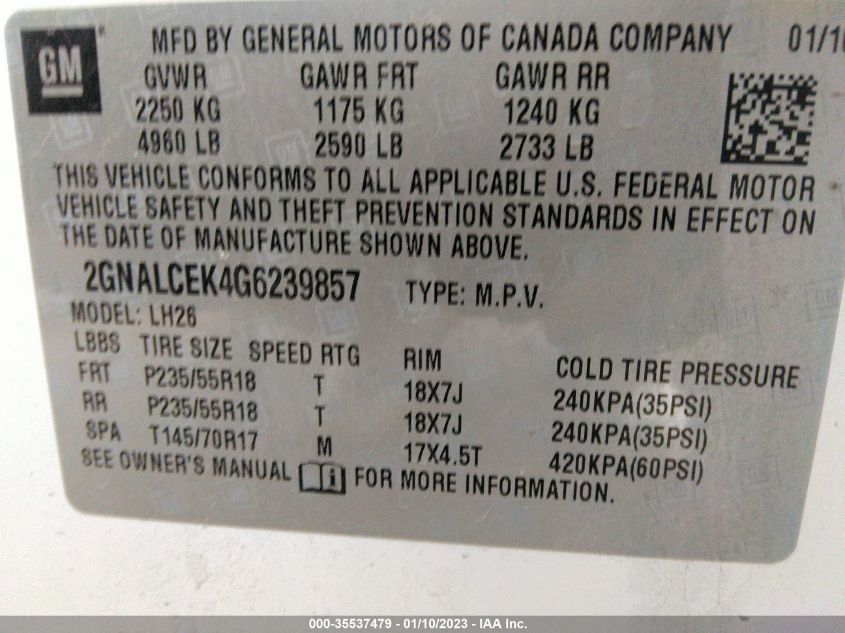 GM MFD BY GENERAL MOTORS OF CANADA COMPANY 01/16
GVWR GAWR FRT GAWR RR
2250 KG 1175 KG 1240 KG
4960 LB 2590 LB 2733 LB
THIS VEHICLE CONFORMS TO ALL APPLICABLE U.S. FEDERAL MOTOR
VEHICLE SAFETY AND THEFT PREVENTION STANDARDS IN EFFECT ON
THE DATE OF MANUFACTURE SHOWN ABOVE.
2GNALCEK4G6239857 TYPE: M.P.V.
MODEL: LH26
LBBS TIRE SIZE SPEED RTG RIM COLD TIRE PRESSURE
FRT P235/55R18 T 18X7J 240KPA(35PSI)
RR P235/55R18 T 18X7J 240KPA(35PSI)
SPA T145/70R17 M 17X4.5T 420KPA(60PSI)
SEE OWNER'S MANUAL i FOR MORE INFORMATION.
000-35537479 - 01/10/2023 - IAA Inc.